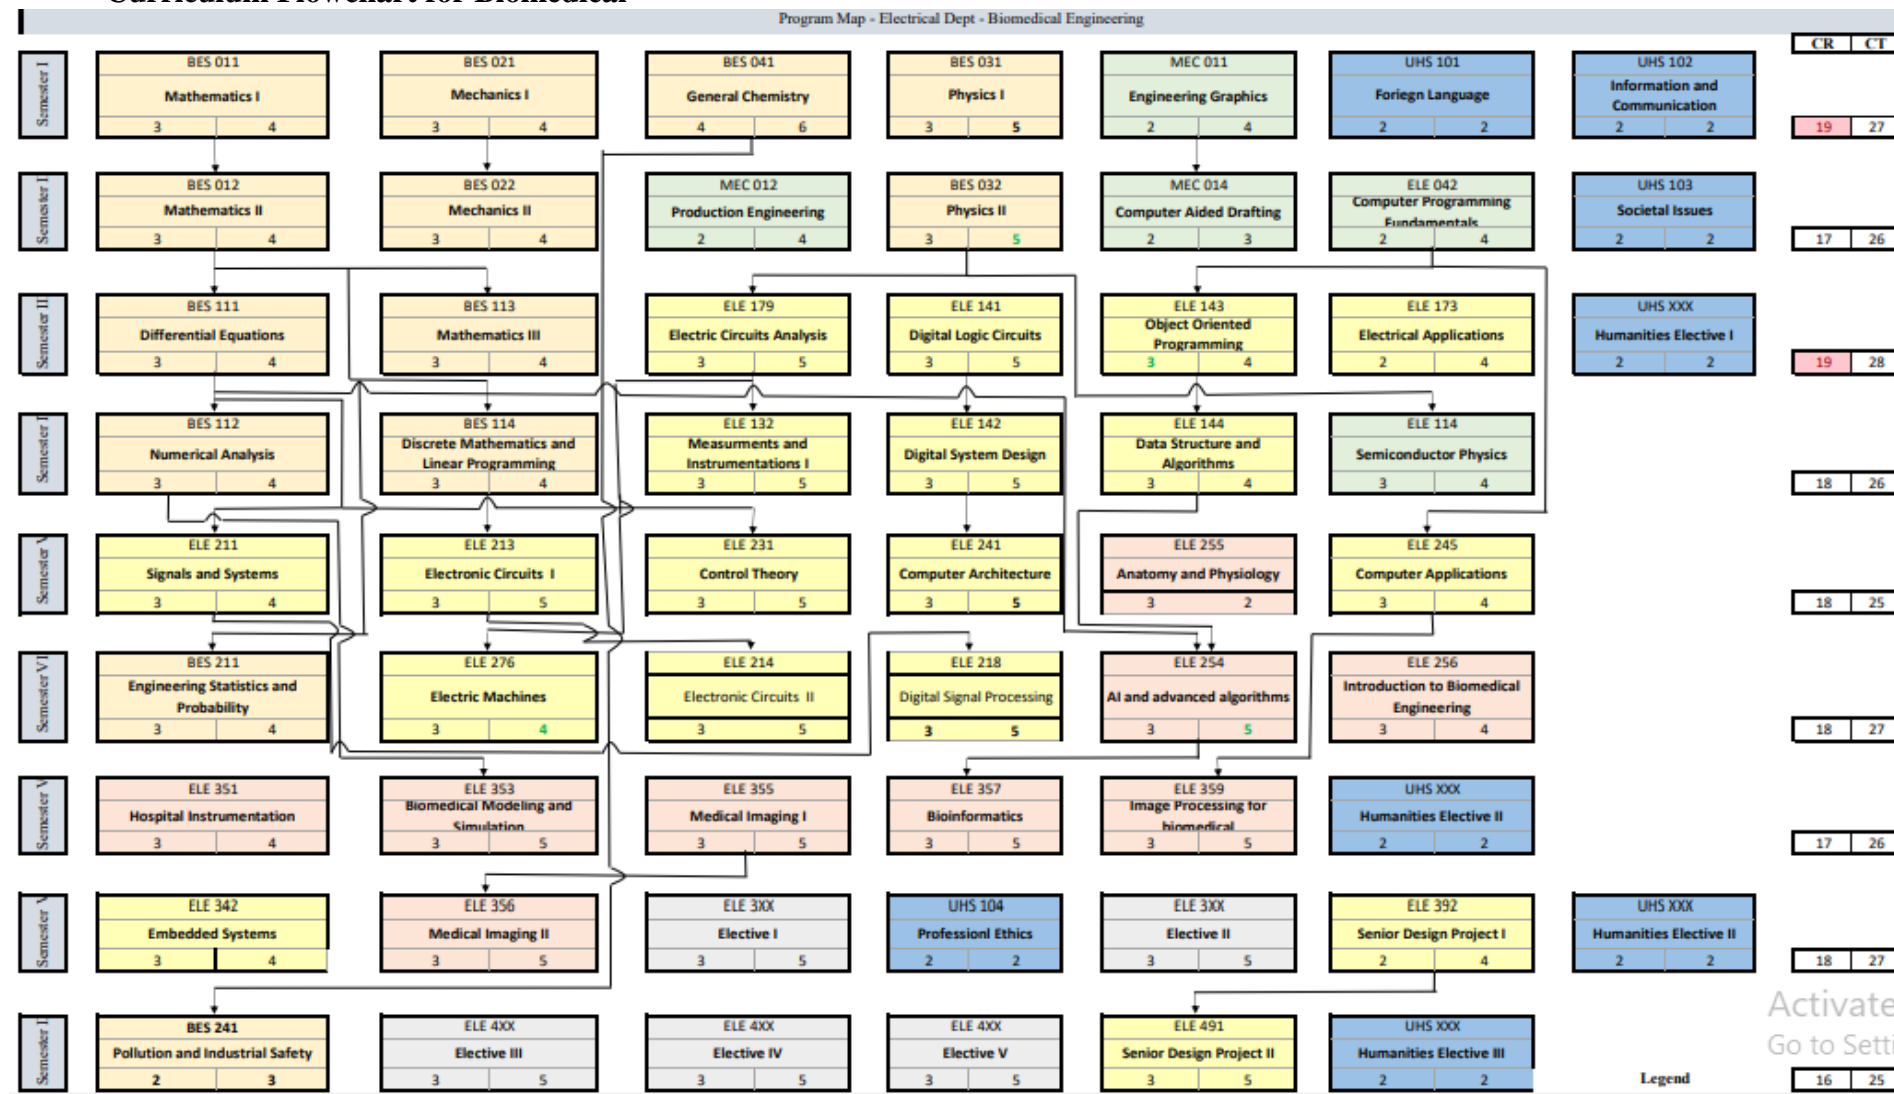 Curriculum Flowchart for Biomedical
Program Map - Electrical Dept - Biomedical Engineering
CR CT
Semester I
BES 011
Mathematics I
3 4
BES 021
Mechanics I
3 4
BES 041
General Chemistry
4 6
BES 031
Physics I
3 5
MEC 011
Engineering Graphics
2 4
UHS 101
Foriegn Language
2 2
UHS 102
Information and
Communication
2 2
19 27
Semester I
BES 012
Mathematics II
3 4
BES 022
Mechanics II
3 4
MEC 012
Production Engineering
2 4
BES 032
Physics II
3 5
MEC 014
Computer Aided Drafting
2 3
ELE 042
Computer Programming
Fundamentals
2 4
UHS 103
Societal Issues
2 2
17 26
Semester II
BES 111
Differential Equations
3 4
BES 113
Mathematics III
3 4
ELE 179
Electric Circuits Analysis
3 5
ELE 141
Digital Logic Circuits
3 5
ELE 143
Object Oriented
Programming
3 4
ELE 173
Electrical Applications
2 4
UHS XXX
Humanities Elective I
2 2
19 28
Semester I
BES 112
Numerical Analysis
3 4
BES 114
Discrete Mathematics and
Linear Programming
3 4
ELE 132
Measurments and
Instrumentations I
3 5
ELE 142
Digital System Design
3 5
ELE 144
Data Structure and
Algorithms
3 4
ELE 114
Semiconductor Physics
3 4
18 26
Semester V
ELE 211
Signals and Systems
3 4
ELE 213
Electronic Circuits I
3 5
ELE 231
Control Theory
3 5
ELE 241
Computer Architecture
3 5
ELE 255
Anatomy and Physiology
3 2
ELE 245
Computer Applications
3 4
18 25
Semester VI
BES 211
Engineering Statistics and
Probability
3 4
ELE 276
Electric Machines
3 4
ELE 214
Electronic Circuits II
3 5
ELE 218
Digital Signal Processing
3 5
ELE 254
AI and advanced algorithms
3 5
ELE 256
Introduction to Biomedical
Engineering
3 4
18 27
Semester V
ELE 351
Hospital Instrumentation
3 4
ELE 353
Biomedical Modeling and
Simulation
3 5
ELE 355
Medical Imaging I
3 5
ELE 357
Bioinformatics
3 5
ELE 359
Image Processing for
biomedical
3 5
UHS XXX
Humanities Elective II
2 2
17 26
Semester V
ELE 342
Embedded Systems
3 4
ELE 356
Medical Imaging II
3 5
ELE 3XX
Elective I
3 5
UHS 104
Professionl Ethics
2 2
ELE 3XX
Elective II
3 5
ELE 392
Senior Design Project I
2 4
UHS XXX
Humanities Elective II
2 2
18 27
Semester I
BES 241
Pollution and Industrial Safety
2 3
ELE 4XX
Elective III
3 5
ELE 4XX
Elective IV
3 5
ELE 4XX
Elective V
3 5
ELE 491
Senior Design Project II
3 5
UHS XXX
Humanities Elective III
2 2
Legend
16 25
Activate
Go to Setti